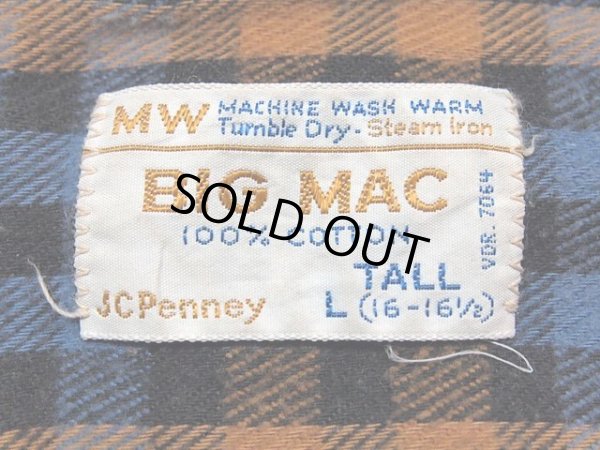 MW MACHINE WASH WARM
Tumble Dry - Steam Iron
BIG MAC
SOLD OUT
100% COTTON
VDR. 7064
TALL
JCPenney L (16-16½)